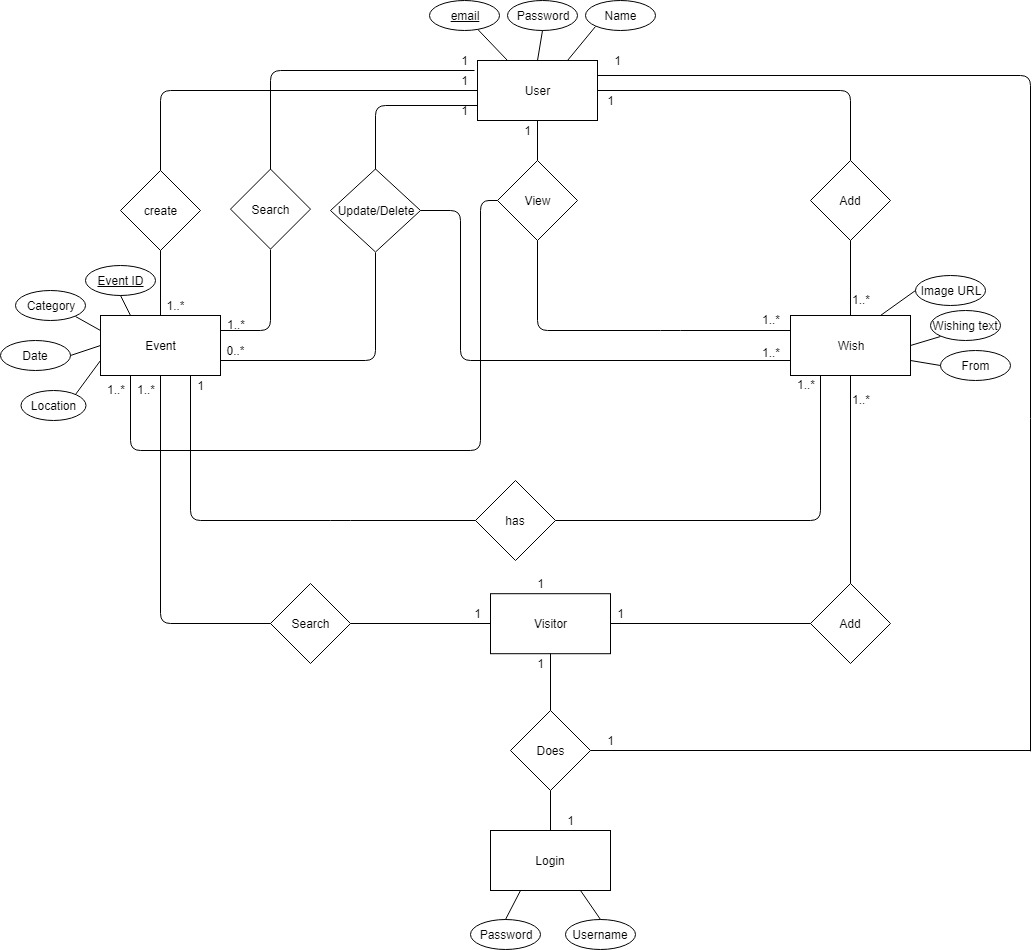 email
Password
Name
1
1
1
1
1
1
1
User
create
Search
Update/Delete
View
Add
Event ID
Category
Date
Location
1..*
1..*
0..*
Event
1..*
1..*
1
1..*
1..*
1..*
Wish
1..*
1..*
Image URL
Wishing text
From
has
1
Search
1
Visitor
1
Add
1
Does
1
1
Login
Password
Username